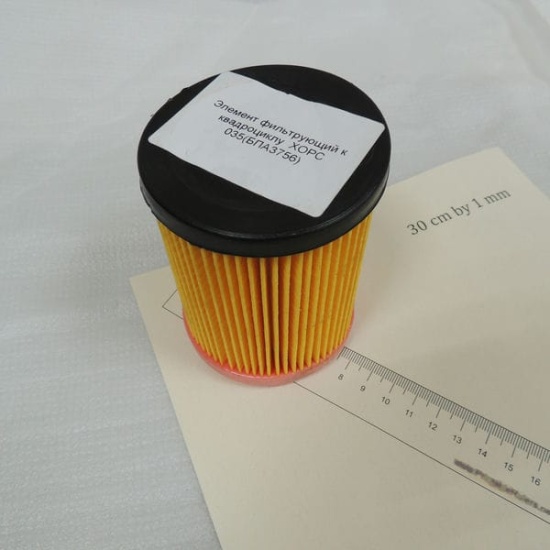 Элемент фильтрующий к
квадроциклу ХОРС
035(БПА3756)
30 cm by 1 mm
8 9 10 11 12 13 14 15 16